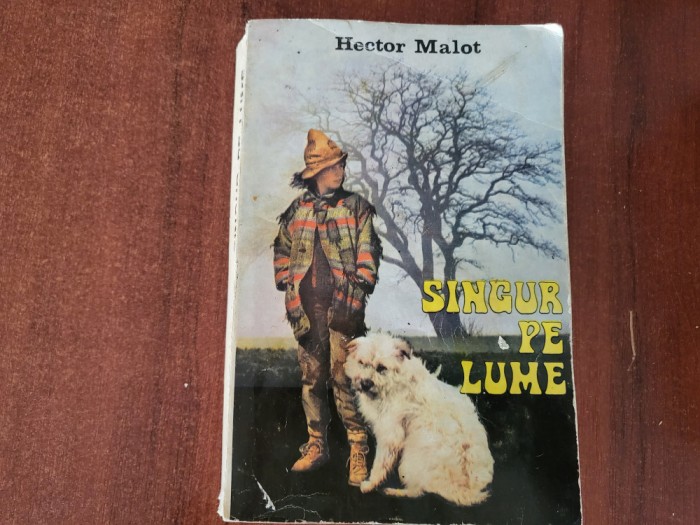 Hector Malot
SINGUR
PE
LUME